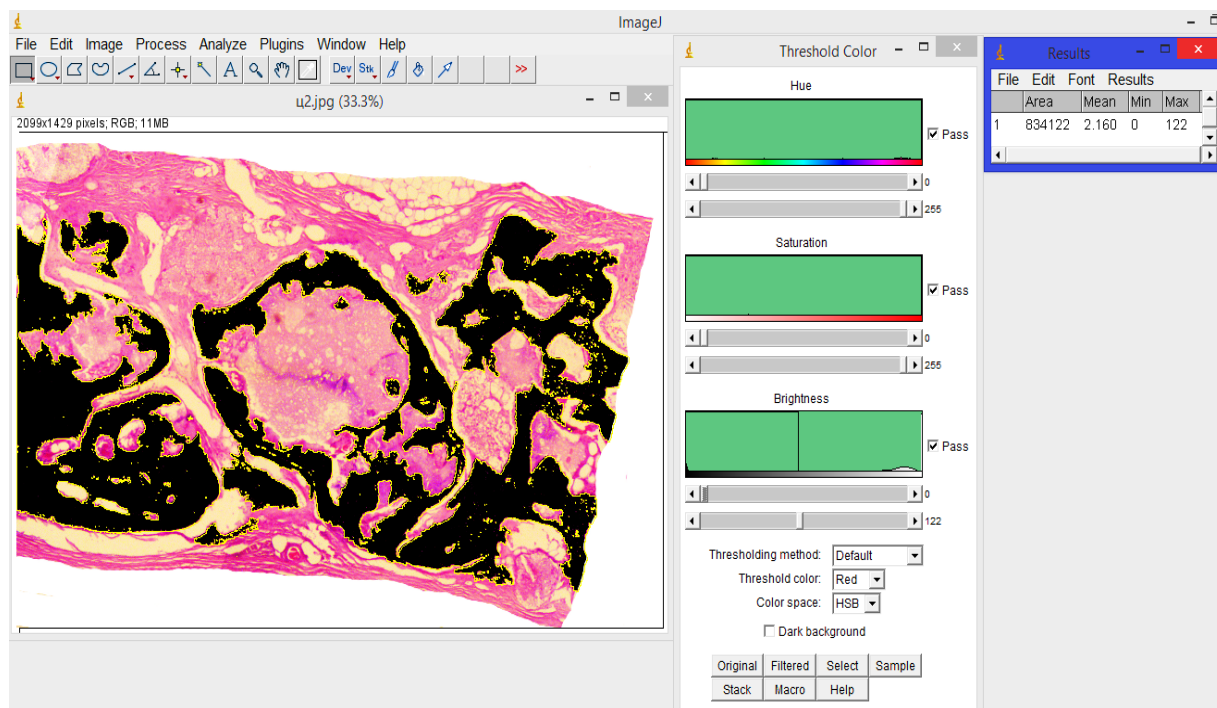 ImageJ
File Edit Image Process Analyze Plugins Window Help
A Dev Stk >>
ц2.jpg (33.3%)
2099x1429 pixels; RGB; 11MB
Threshold Color
Hue
Pass
0
255
Saturation
Pass
0
255
Brightness
Pass
0
122
Thresholding method: Default
Threshold color: Red
Color space: HSB
Dark background
Original Filtered Select Sample
Stack Macro Help
Results
File Edit Font Results
Area Mean Min Max
1 834122 2.160 0 122